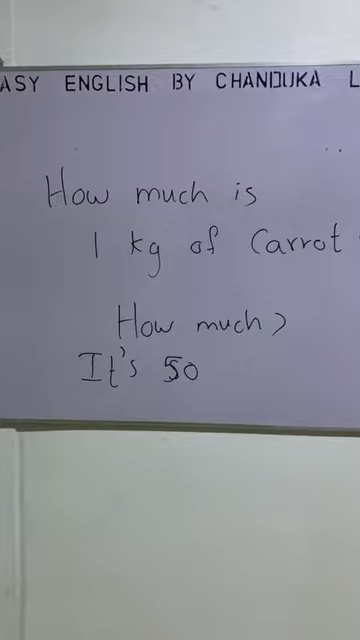 ASY ENGLISH BY CHANDUKA L
How much is
1 kg of Carrot
How much?
It's 50